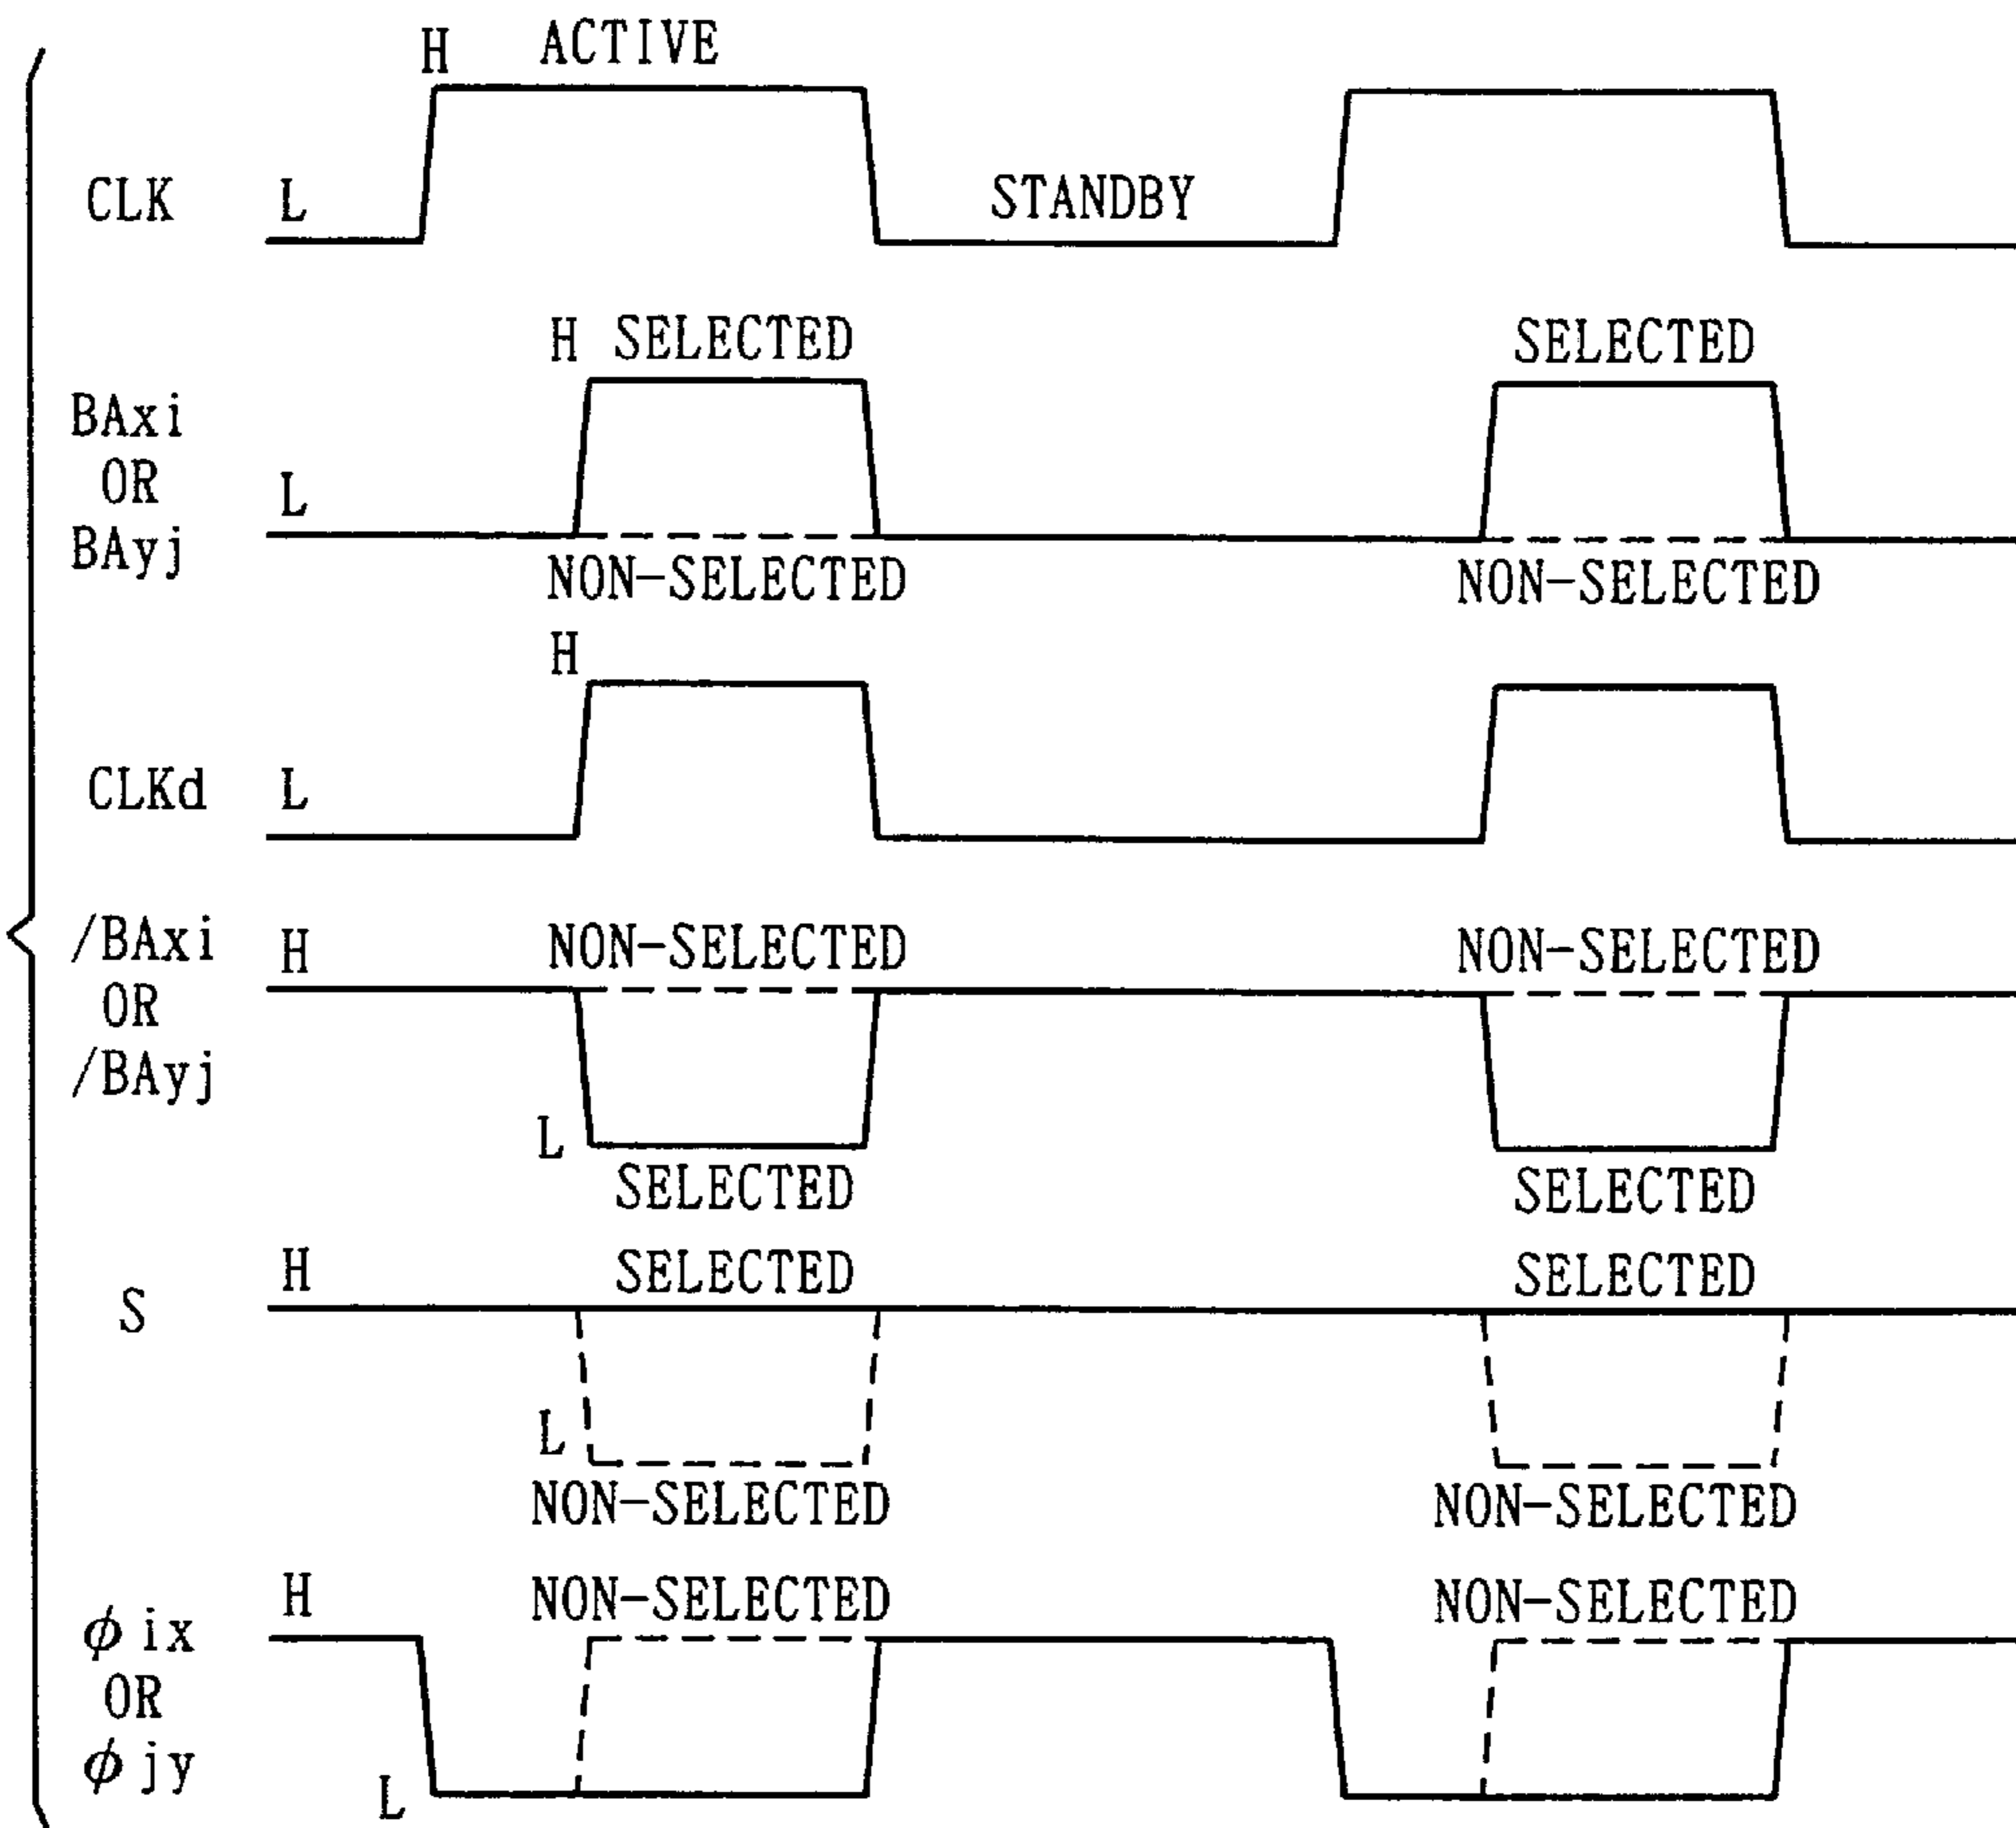 H ACTIVE
CLK L STANDBY
H SELECTED SELECTED
BAxi
OR
L
BAyj
NON-SELECTED NON-SELECTED
H
CLKd L
/BAxi H NON-SELECTED NON-SELECTED
OR
/BAyj
L
SELECTED SELECTED
H SELECTED SELECTED
S
L
NON-SELECTED NON-SELECTED
H NON-SELECTED NON-SELECTED
ϕix
OR
ϕjy
L